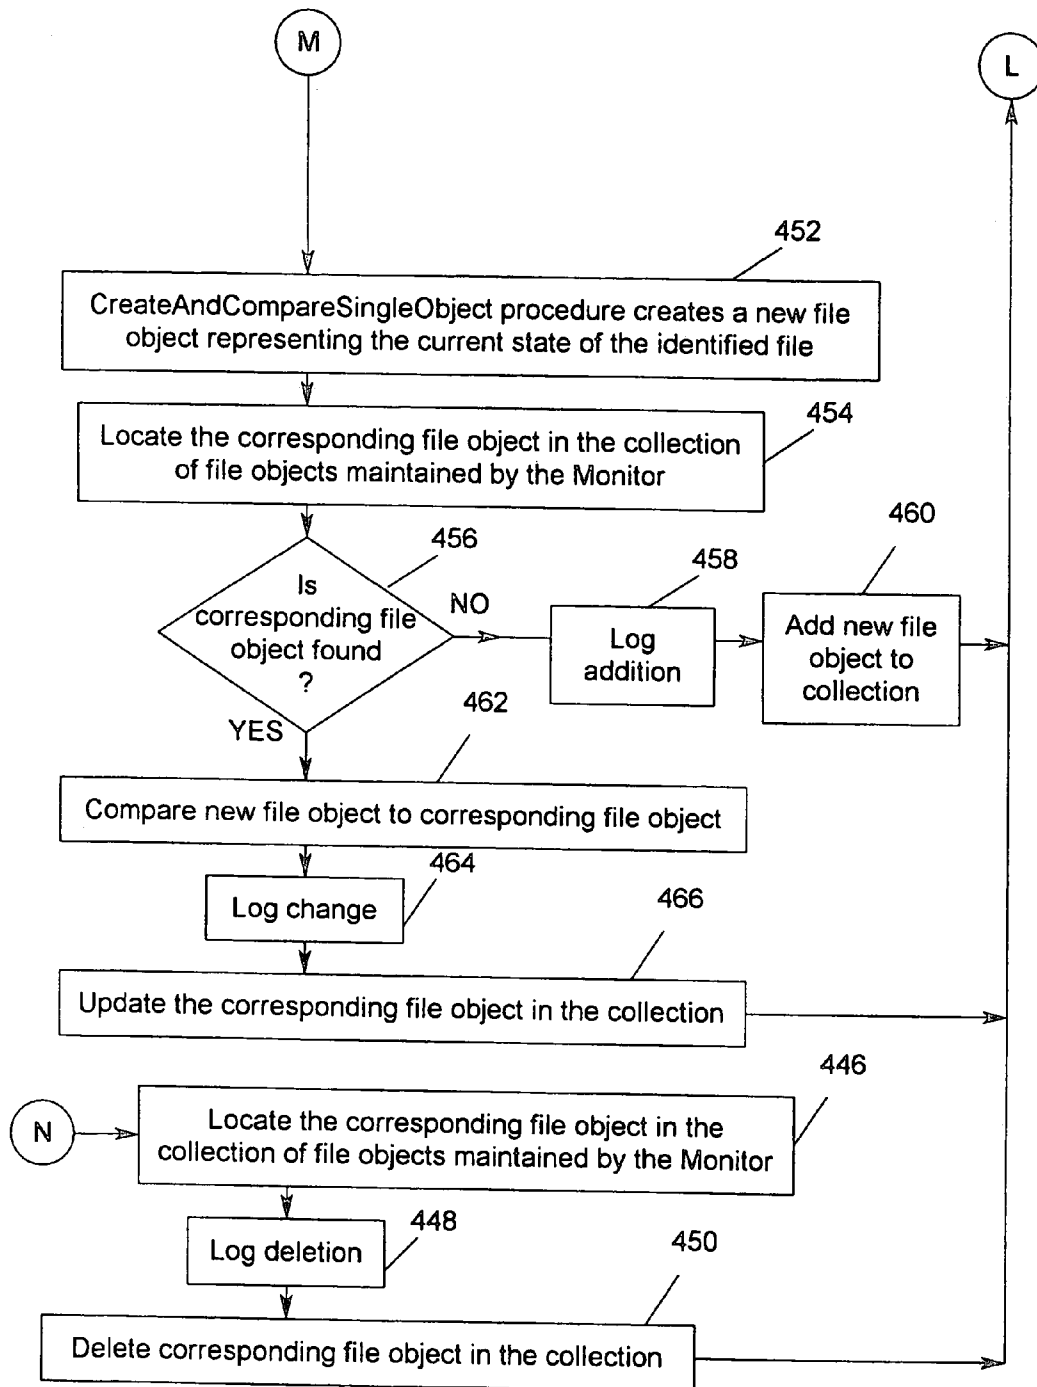 M
L
452
CreateAndCompareSingleObject procedure creates a new file
object representing the current state of the identified file
454
Locate the corresponding file object in the collection
of file objects maintained by the Monitor
456
Is
corresponding file
object found
?
NO
YES
458
Log
addition
460
Add new file
object to
collection
462
Compare new file object to corresponding file object
464
Log change
466
Update the corresponding file object in the collection
446
N
Locate the corresponding file object in the
collection of file objects maintained by the Monitor
448
Log deletion
450
Delete corresponding file object in the collection